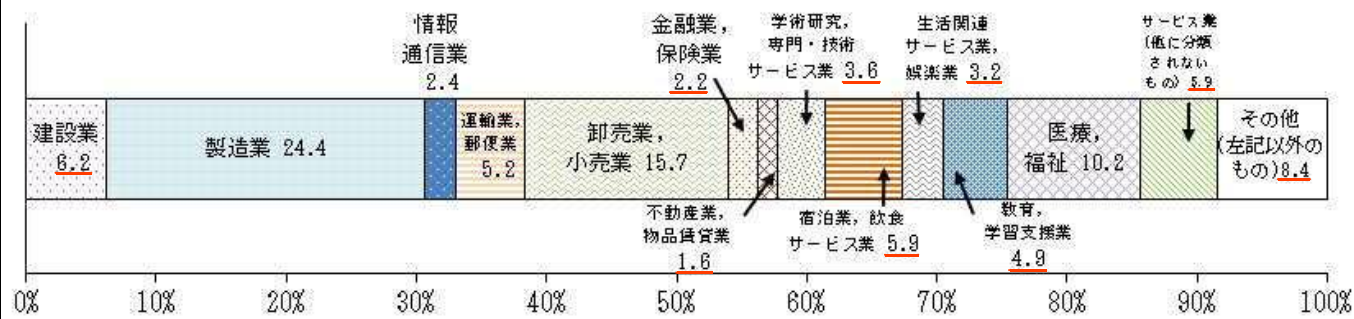 建設業
6.2
製造業 24.4
情報
通信業
2.4
運輸業,
郵便業
5.2
卸売業,
小売業 15.7
金融業,
保険業
2.2
不動産業,
物品賃貸業
1.6
学術研究,
専門・技術
サービス業 3.6
宿泊業, 飲食
サービス業 5.9
生活関連
サービス業,
娯楽業 3.2
教育,
学習支援業
4.9
医療,
福祉 10.2
サービス業
(他に分類
されない
もの) 5.9
その他
(左記以外の
もの)8.4
0% 10% 20% 30% 40% 50% 60% 70% 80% 90% 100%